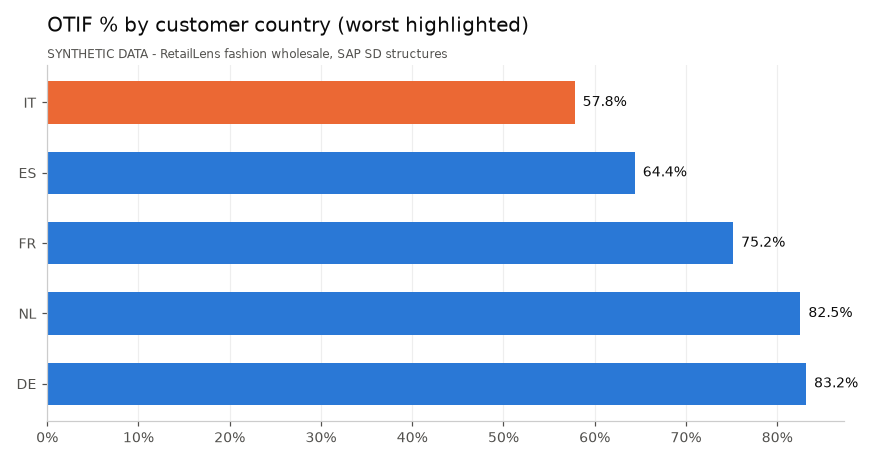 OTIF % by customer country (worst highlighted)
SYNTHETIC DATA - RetailLens fashion wholesale, SAP SD structures
IT 57.8%
ES 64.4%
FR 75.2%
NL 82.5%
DE 83.2%
0% 10% 20% 30% 40% 50% 60% 70% 80%